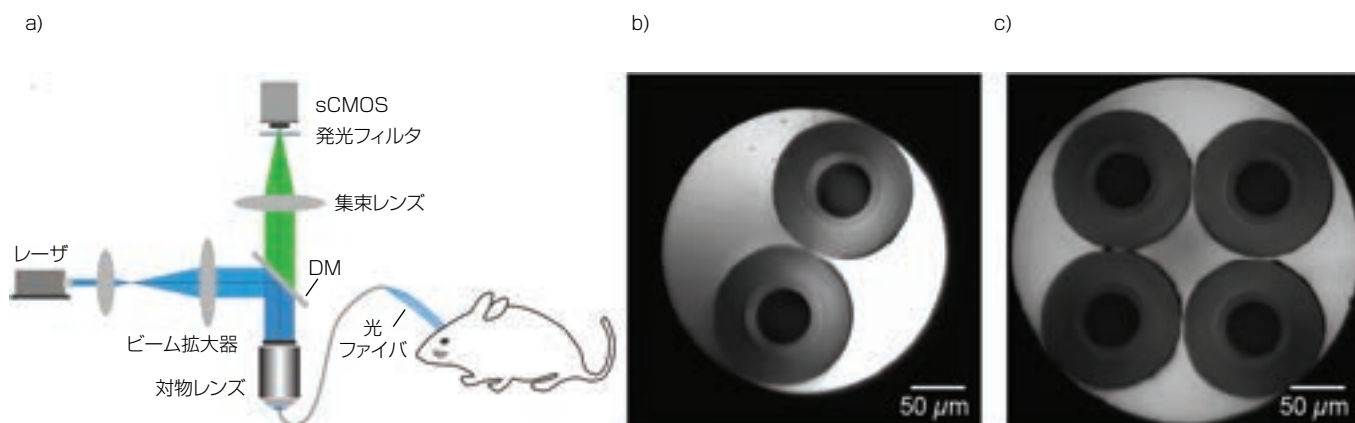 a)
b)
c)
sCMOS
発光フィルタ
集束レンズ
レーザ
DM
ビーム拡大器
光
ファイバ
対物レンズ
50 µm
50 µm